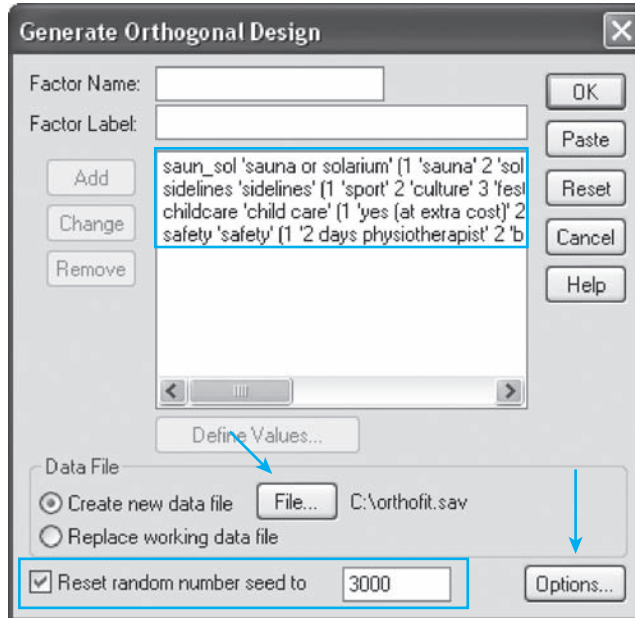 Generate Orthogonal Design
Factor Name:
Factor Label:
OK
Paste
Reset
Cancel
Help
Add
Change
Remove
saun_sol 'sauna or solarium' (1 'sauna' 2 'sol
sidelines 'sidelines' (1 'sport' 2 'culture' 3 'fest
childcare 'child care' (1 'yes (at extra cost)' 2
safety 'safety' (1 '2 days physiotherapist' 2 'b
Define Values...
Data File
Create new data file File... C:\orthofit.sav
Replace working data file
Reset random number seed to 3000 Options...